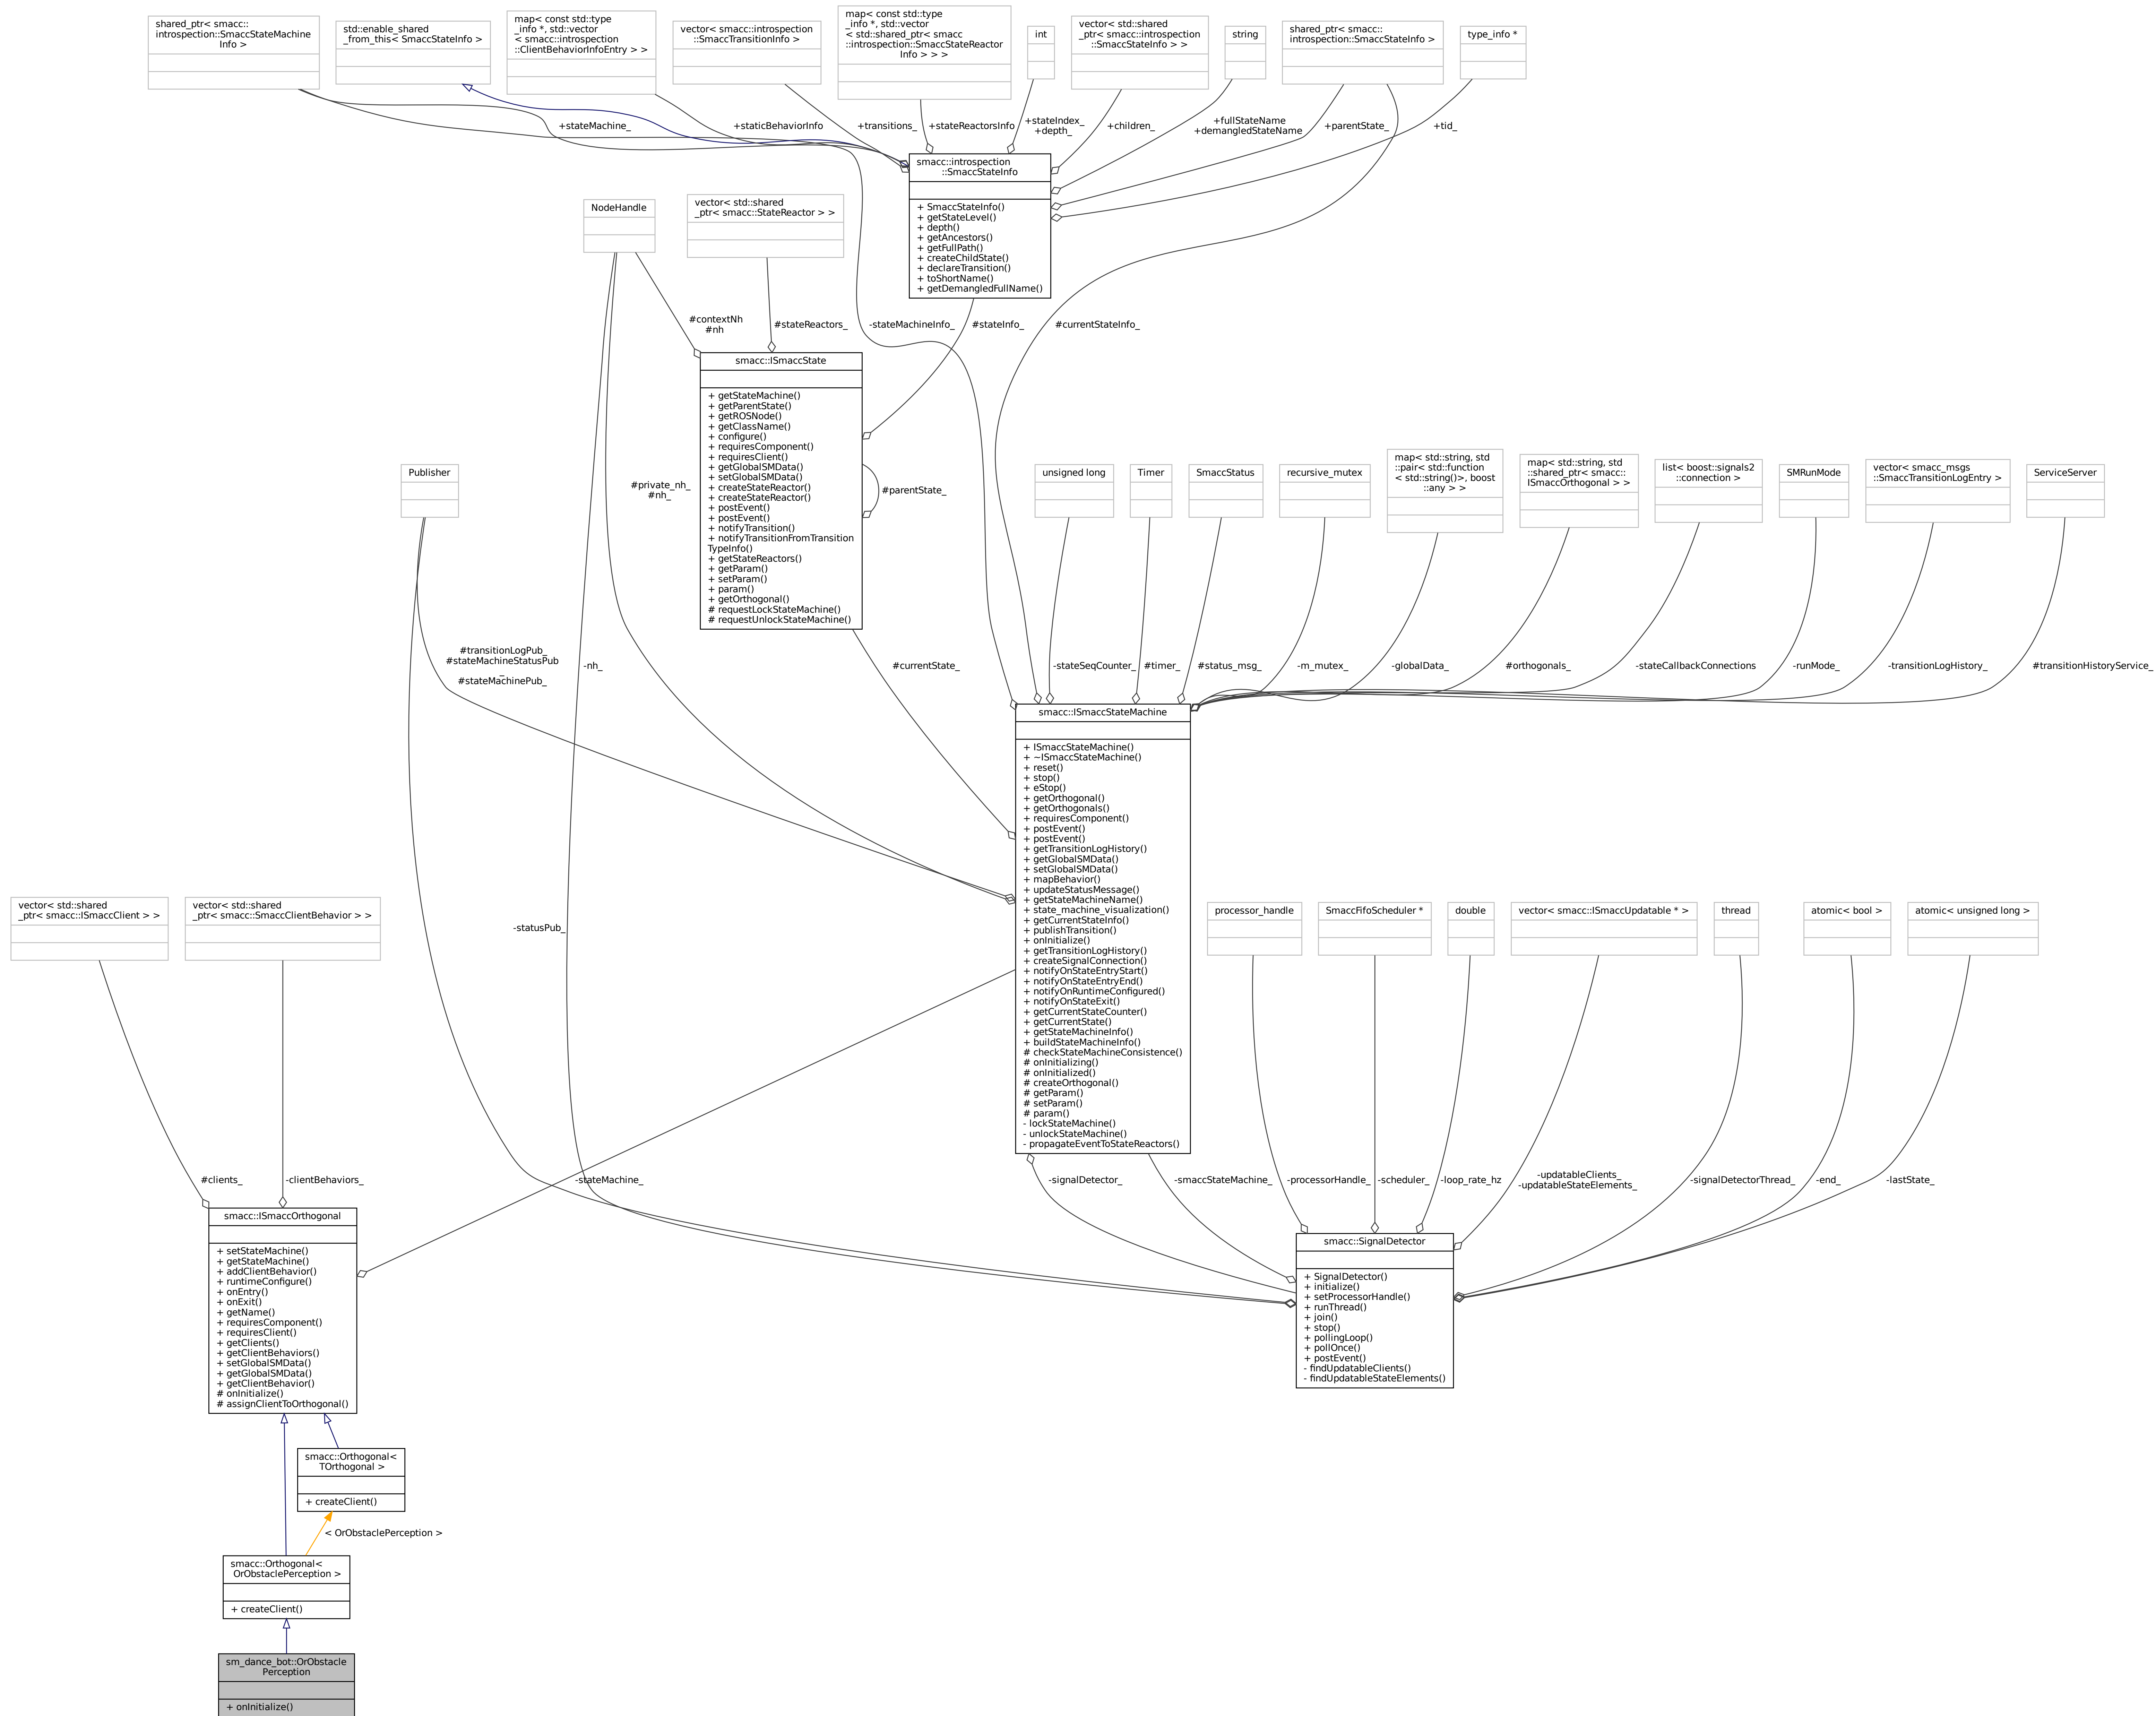 shared_ptr< smacc::
introspection::SmaccStateMachine
Info >
std::enable_shared
_from_this< SmaccStateInfo >
map< const std::type
_info *, std::vector
< smacc::introspection
::ClientBehaviorInfoEntry > >
vector< smacc::introspection
::SmaccTransitionInfo >
map< const std::type
_info *, std::vector
< std::shared_ptr< smacc
::introspection::SmaccStateReactor
Info > > >
int
vector< std::shared
_ptr< smacc::introspection
::SmaccStateInfo > >
string
shared_ptr< smacc::
introspection::SmaccStateInfo >
type_info *
+stateMachine_
+staticBehaviorInfo
+transitions_
+stateReactorsInfo
+stateIndex_
+depth_
+children_
+fullStateName
+demangledStateName
+parentState_
+tid_
smacc::introspection
::SmaccStateInfo
+ SmaccStateInfo()
+ getStateLevel()
+ depth()
+ getAncestors()
+ getFullPath()
+ createChildState()
+ declareTransition()
+ toShortName()
+ getDemangledFullName()
NodeHandle
vector< std::shared
_ptr< smacc::StateReactor > >
#contextNh
#nh
#stateReactors_
-stateMachineInfo_
#stateInfo_
#currentStateInfo_
smacc::ISmaccState
+ getStateMachine()
+ getParentState()
+ getROSNode()
+ getClassName()
+ configure()
+ requiresComponent()
+ requiresClient()
+ getGlobalSMData()
+ setGlobalSMData()
+ createStateReactor()
+ createStateReactor()
+ postEvent()
+ postEvent()
+ notifyTransition()
+ notifyTransitionFromTransition
TypeInfo()
+ getStateReactors()
+ getParam()
+ setParam()
+ param()
+ getOrthogonal()
# requestLockStateMachine()
# requestUnlockStateMachine()
#parentState_
Publisher
#private_nh_
#nh_
unsigned long
Timer
SmaccStatus
recursive_mutex
map< std::string, std
::pair< std::function
< std::string()>, boost
::any > >
map< std::string, std
::shared_ptr< smacc::
ISmaccOrthogonal > >
list< boost::signals2
::connection >
SMRunMode
vector< smacc_msgs
::SmaccTransitionLogEntry >
ServiceServer
#transitionLogPub_
#stateMachineStatusPub
_
#stateMachinePub_
-nh_
#currentState_
-stateSeqCounter_
#timer_
#status_msg_
-m_mutex_
-globalData_
#orthogonals_
-stateCallbackConnections
-runMode_
-transitionLogHistory_
#transitionHistoryService_
smacc::ISmaccStateMachine
+ ISmaccStateMachine()
+ ~ISmaccStateMachine()
+ reset()
+ stop()
+ eStop()
+ getOrthogonal()
+ getOrthogonals()
+ requiresComponent()
+ postEvent()
+ postEvent()
+ getTransitionLogHistory()
+ getGlobalSMData()
+ setGlobalSMData()
+ mapBehavior()
+ updateStatusMessage()
+ getStateMachineName()
+ state_machine_visualization()
+ getCurrentStateInfo()
+ publishTransition()
+ onInitialize()
+ getTransitionLogHistory()
+ createSignalConnection()
+ notifyOnStateEntryStart()
+ notifyOnStateEntryEnd()
+ notifyOnRuntimeConfigured()
+ notifyOnStateExit()
+ getCurrentStateCounter()
+ getCurrentState()
+ getStateMachineInfo()
+ buildStateMachineInfo()
# checkStateMachineConsistence()
# onInitializing()
# onInitialized()
# createOrthogonal()
# getParam()
# setParam()
# param()
- lockStateMachine()
- unlockStateMachine()
- propagateEventToStateReactors()
vector< std::shared
_ptr< smacc::ISmaccClient > >
vector< std::shared
_ptr< smacc::SmaccClientBehavior > >
-statusPub_
processor_handle
SmaccFifoScheduler *
double
vector< smacc::ISmaccUpdatable * >
thread
atomic< bool >
atomic< unsigned long >
#clients_
-clientBehaviors_
-stateMachine_
-signalDetector_
-smaccStateMachine_
-processorHandle_
-scheduler_
-loop_rate_hz
-updatableClients_
-updatableStateElements_
-signalDetectorThread_
-end_
-lastState_
smacc::ISmaccOrthogonal
+ setStateMachine()
+ getStateMachine()
+ addClientBehavior()
+ runtimeConfigure()
+ onEntry()
+ onExit()
+ getName()
+ requiresComponent()
+ requiresClient()
+ getClients()
+ getClientBehaviors()
+ setGlobalSMData()
+ getGlobalSMData()
+ getClientBehavior()
# onInitialize()
# assignClientToOrthogonal()
smacc::SignalDetector
+ SignalDetector()
+ initialize()
+ setProcessorHandle()
+ runThread()
+ join()
+ stop()
+ pollingLoop()
+ pollOnce()
+ postEvent()
- findUpdatableClients()
- findUpdatableStateElements()
smacc::Orthogonal<
TOrthogonal >
+ createClient()
< OrObstaclePerception >
smacc::Orthogonal<
OrObstaclePerception >
+ createClient()
sm_dance_bot::OrObstacle
Perception
+ onInitialize()